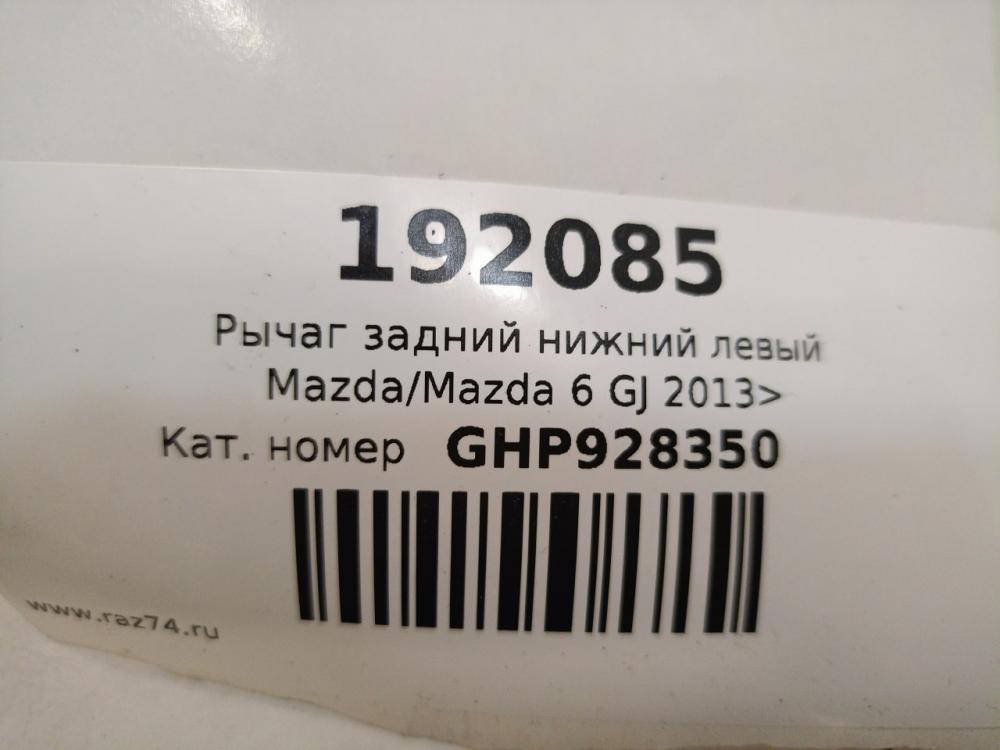 192085
Рычаг задний нижний левый
Mazda/Mazda 6 GJ 2013>
Кат. номер GHP928350
www.raz74.ru